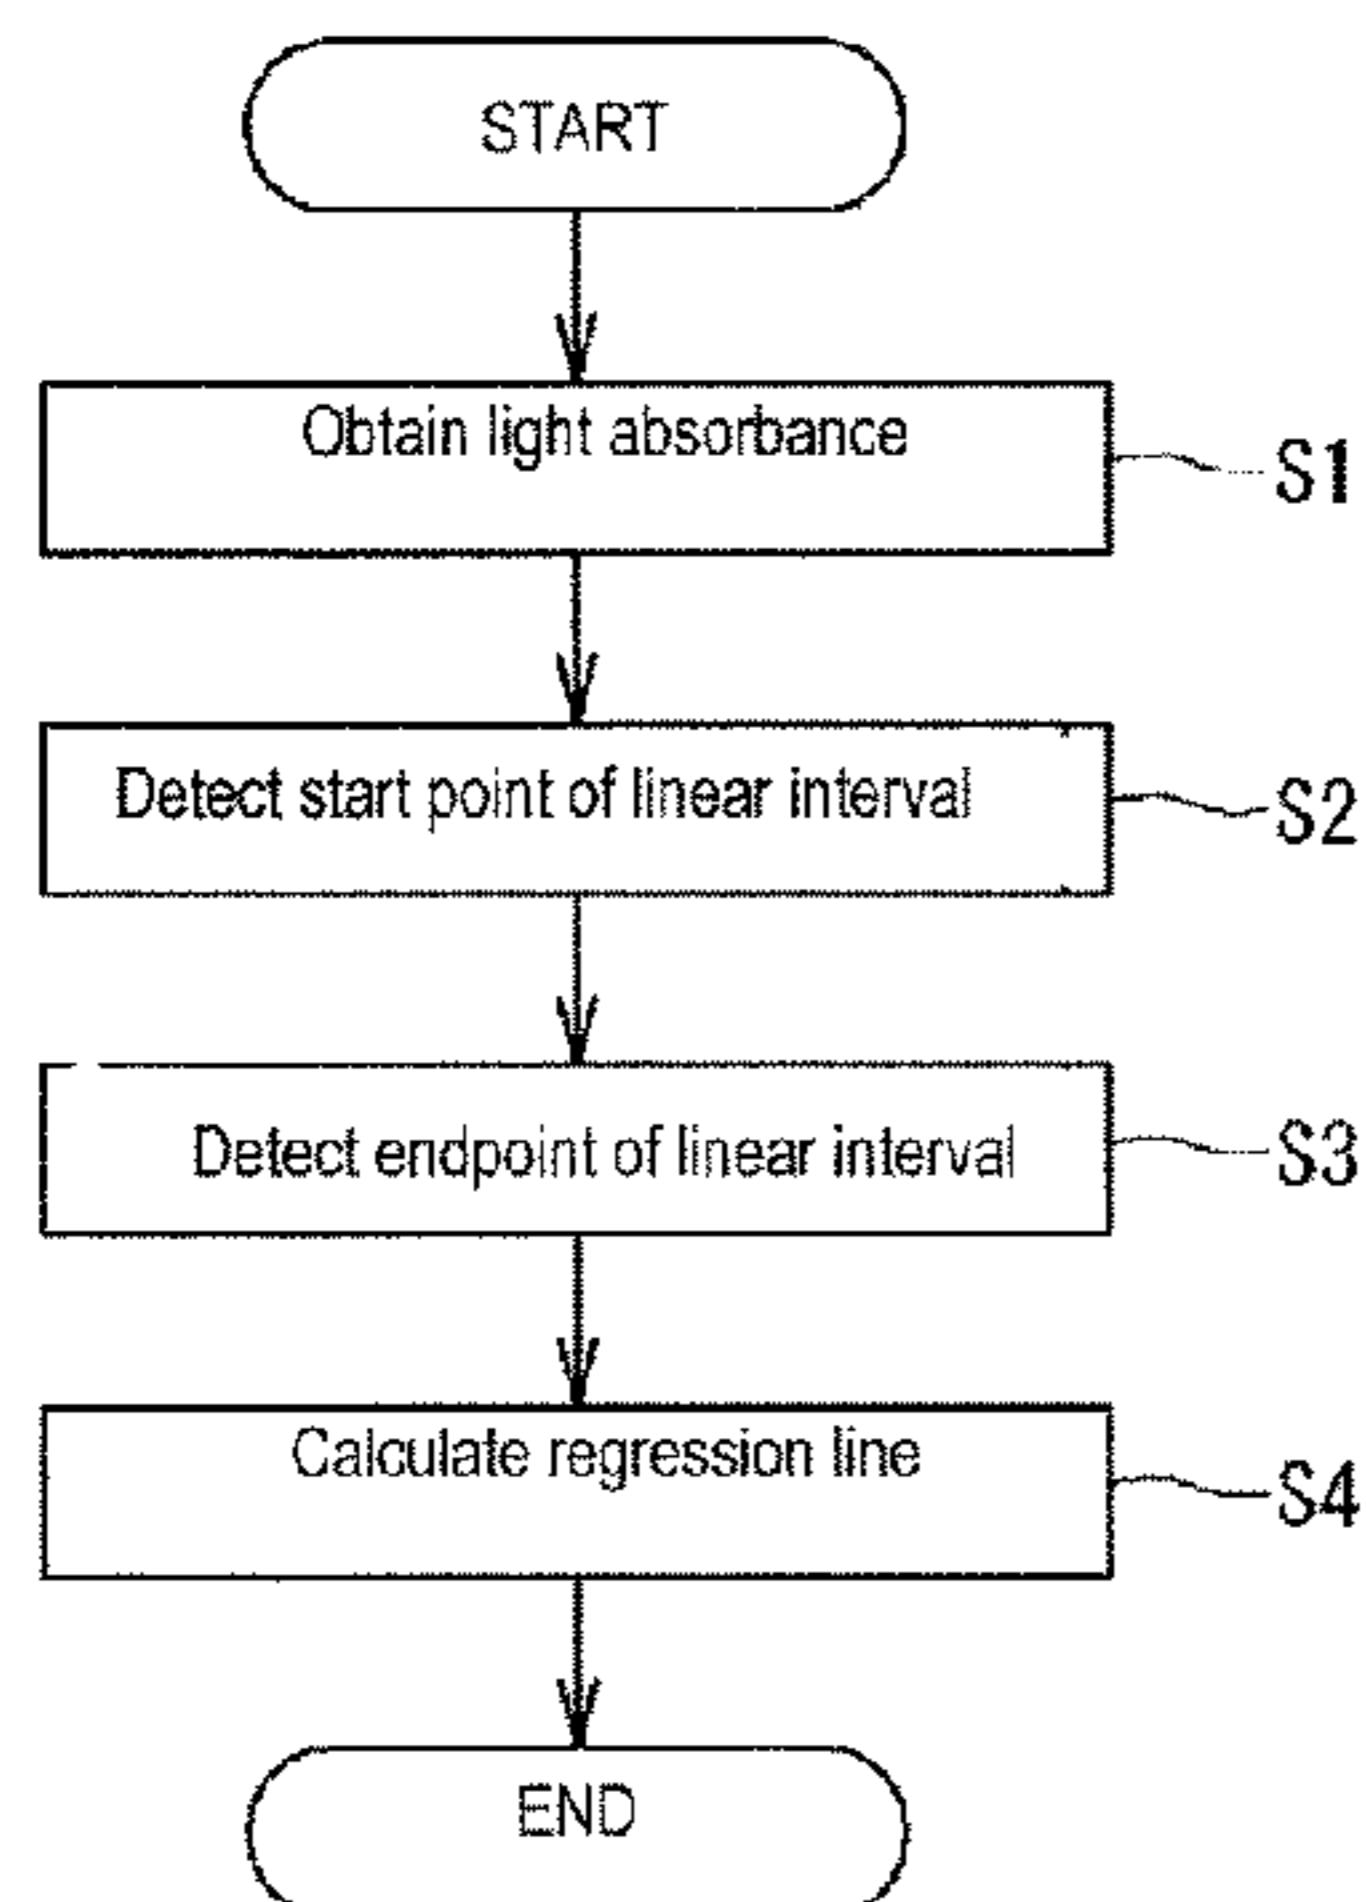 START
Obtain light absorbance
S1
Detect start point of linear interval
S2
Detect endpoint of linear interval
S3
Calculate regression line
S4
END